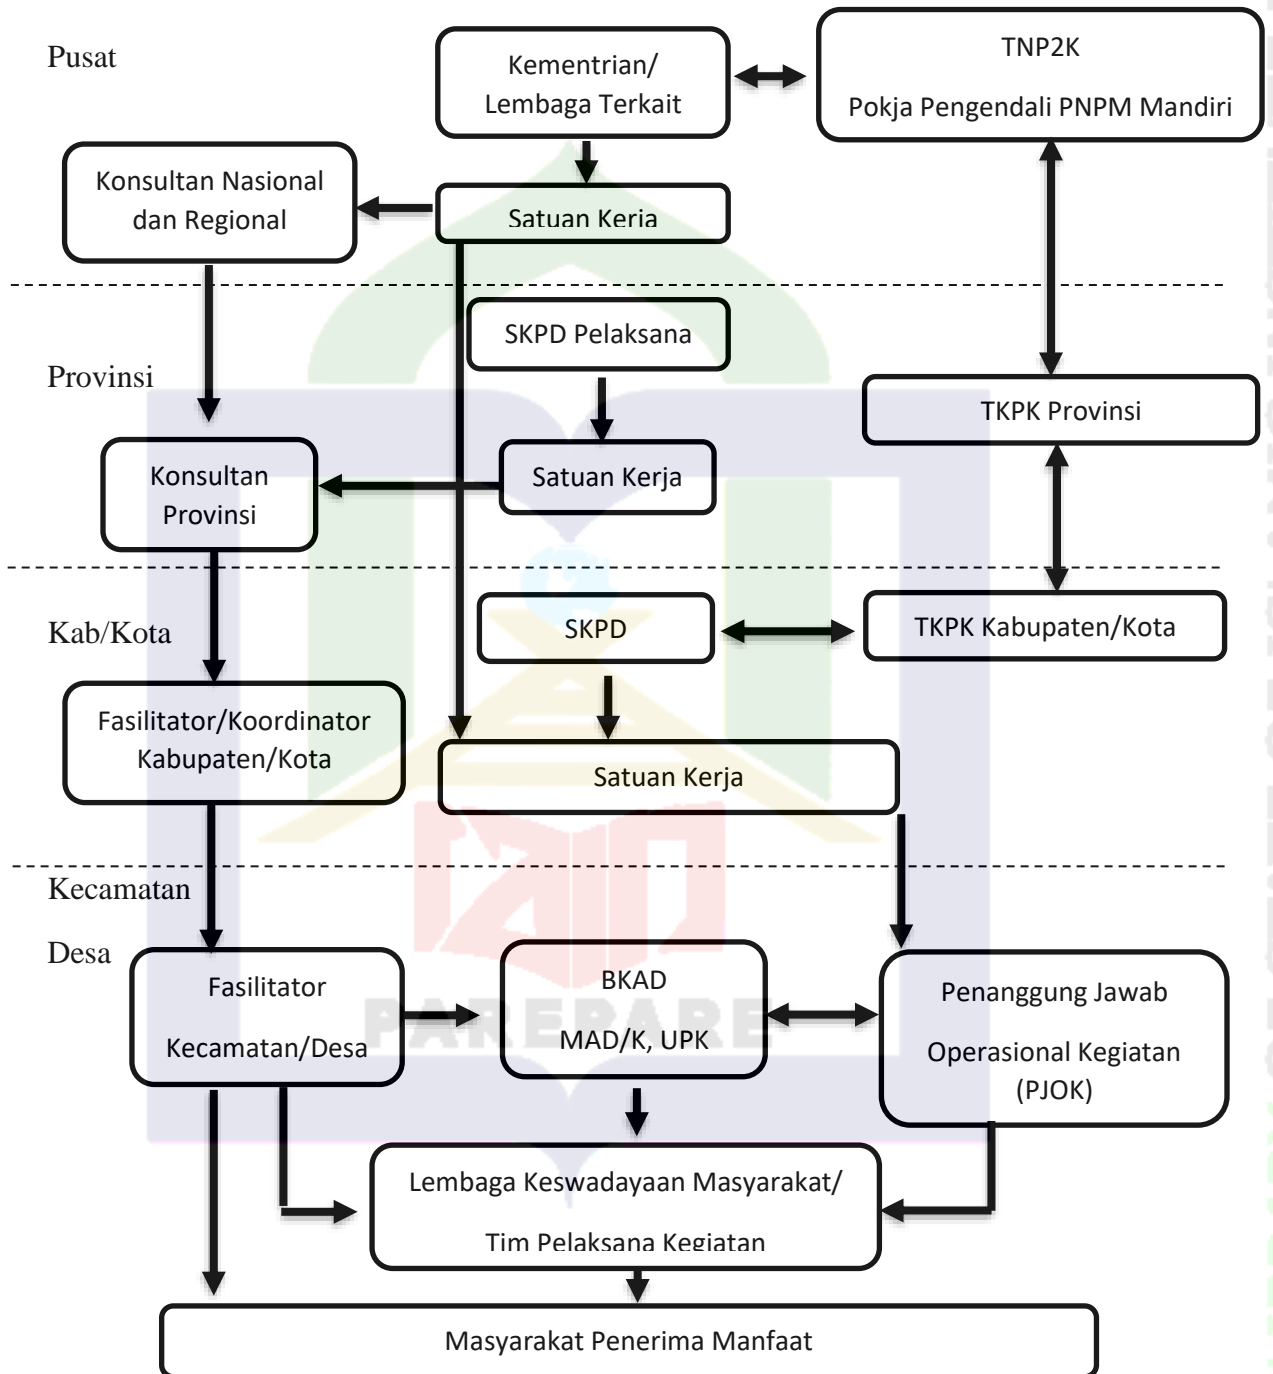 Pusat
Kementrian/
Lembaga Terkait
TNP2K
Pokja Pengendali PNPM Mandiri
Konsultan Nasional
dan Regional
Satuan Kerja
SKPD Pelaksana
Provinsi
TKPK Provinsi
Konsultan
Provinsi
Satuan Kerja
Kab/Kota
SKPD
TKPK Kabupaten/Kota
Fasilitator/Koordinator
Kabupaten/Kota
Satuan Kerja
Kecamatan
Desa
Fasilitator
Kecamatan/Desa
BKAD
MAD/K, UPK
Penanggung Jawab
Operasional Kegiatan
(PJOK)
PAREPARE
Lembaga Keswadayaan Masyarakat/
Tim Pelaksana Kegiatan
Masyarakat Penerima Manfaat